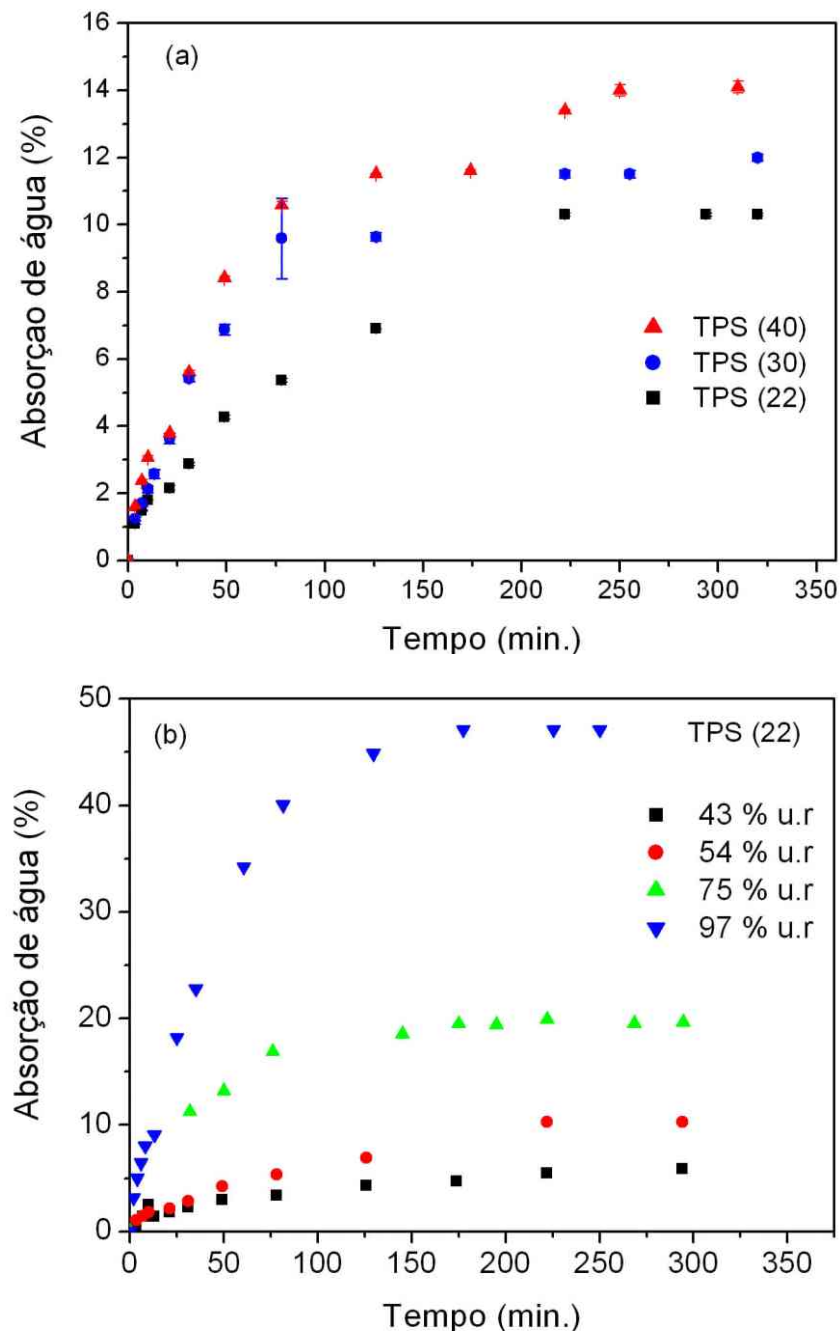 (a)
Absorçao de água (%)
16
14
12
10
8
6
4
2
0
TPS (40)
TPS (30)
TPS (22)
0 50 100 150 200 250 300 350
Tempo (min.)
(b)
TPS (22)
Absorção de água (%)
50
40
30
20
10
0
43 % u.r
54 % u.r
75 % u.r
97 % u.r
0 50 100 150 200 250 300 350
Tempo (min.)